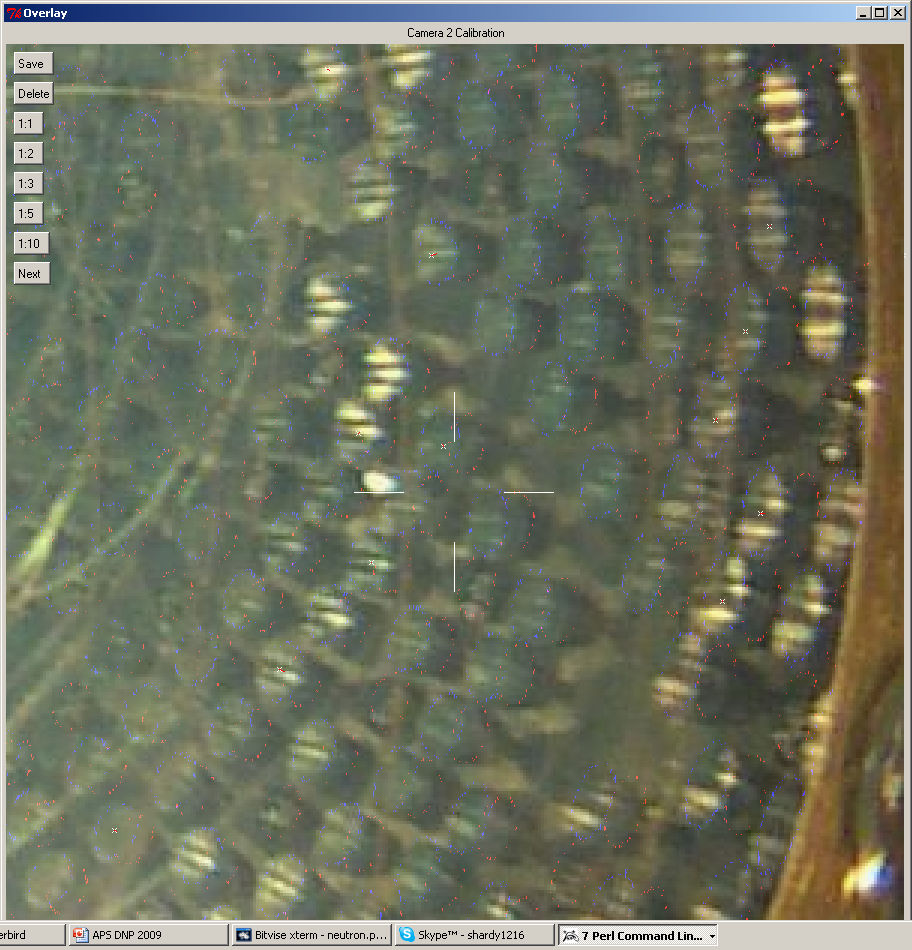 Overlay
Camera 2 Calibration
Save
Delete
1:1
1:2
1:3
1:5
1:10
Next
erbird
APS DNP 2009
Bitvise xterm - neutron.p...
Skype™ - shardy1216
7 Perl Command Lin...